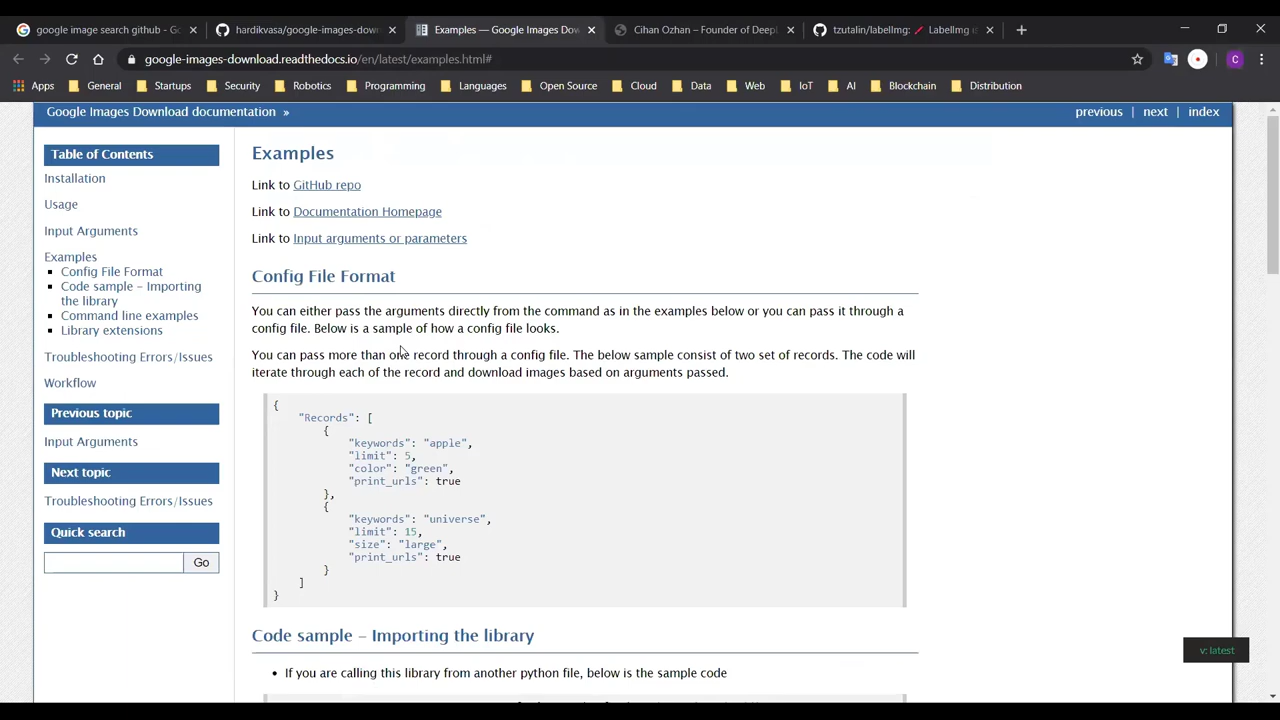 google image search github - Go
hardikvasa/google-images-down
Examples — Google Images Dow
Cihan Ozhan – Founder of DeepL
tzutalin/labelImg: LabelImg is
google-images-download.readthedocs.io/en/latest/examples.html#
C
Apps General Startups Security Robotics Programming Languages Open Source Cloud Data Web IoT AI Blockchain Distribution
Google Images Download documentation »
previous | next | index
Table of Contents
Installation
Usage
Input Arguments
Examples
Config File Format
Code sample – Importing
the library
Command line examples
Library extensions
Troubleshooting Errors/Issues
Workflow
Previous topic
Input Arguments
Next topic
Troubleshooting Errors/Issues
Quick search
Go
Examples
Link to GitHub repo
Link to Documentation Homepage
Link to Input arguments or parameters
Config File Format
You can either pass the arguments directly from the command as in the examples below or you can pass it through a
config file. Below is a sample of how a config file looks.
You can pass more than one record through a config file. The below sample consist of two set of records. The code will
iterate through each of the record and download images based on arguments passed.
{
"Records": [
{
"keywords": "apple",
"limit": 5,
"color": "green",
"print_urls": true
},
{
"keywords": "universe",
"limit": 15,
"size": "large",
"print_urls": true
}
]
}
Code sample – Importing the library
• If you are calling this library from another python file, below is the sample code
v: latest